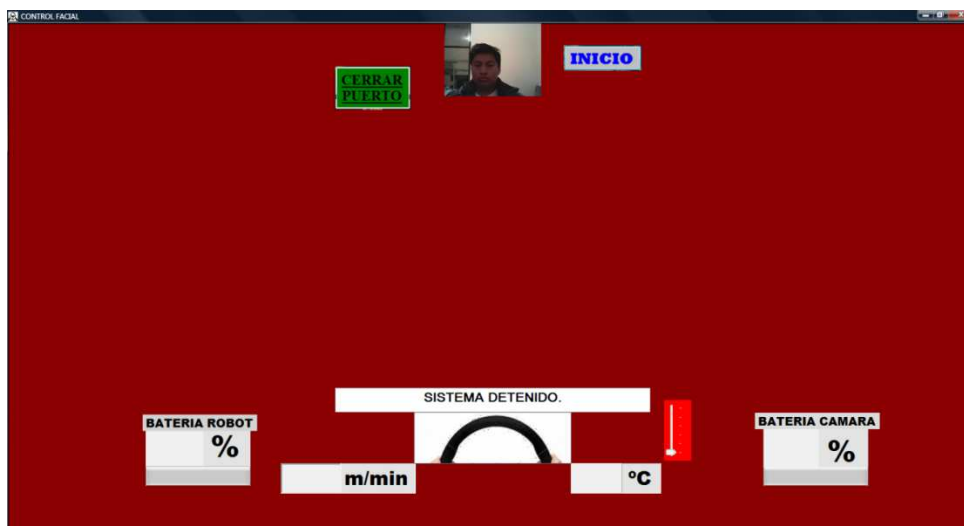 CONTROL FACIAL
INICIO
CERRAR
PUERTO
SISTEMA DETENIDO.
BATERIA ROBOT
%
BATERIA CAMARA
%
m/min
ºC